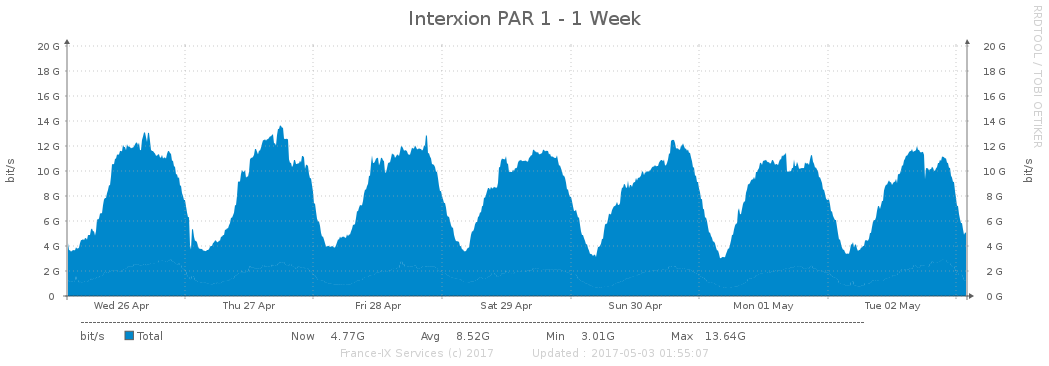 Interxion PAR 1 - 1 Week
RRDTOOL / TOBI OETIKER
bit/s
20 G 20 G
18 G 18 G
16 G 16 G
14 G 14 G
12 G 12 G
10 G 10 G
8 G 8 G
6 G 6 G
4 G 4 G
2 G 2 G
0 0 G
bit/s
Wed 26 Apr Thu 27 Apr Fri 28 Apr Sat 29 Apr Sun 30 Apr Mon 01 May Tue 02 May
bit/s Total Now 4.77G Avg 8.52G Min 3.01G Max 13.64G
France-IX Services (c) 2017 Updated : 2017-05-03 01:55:07